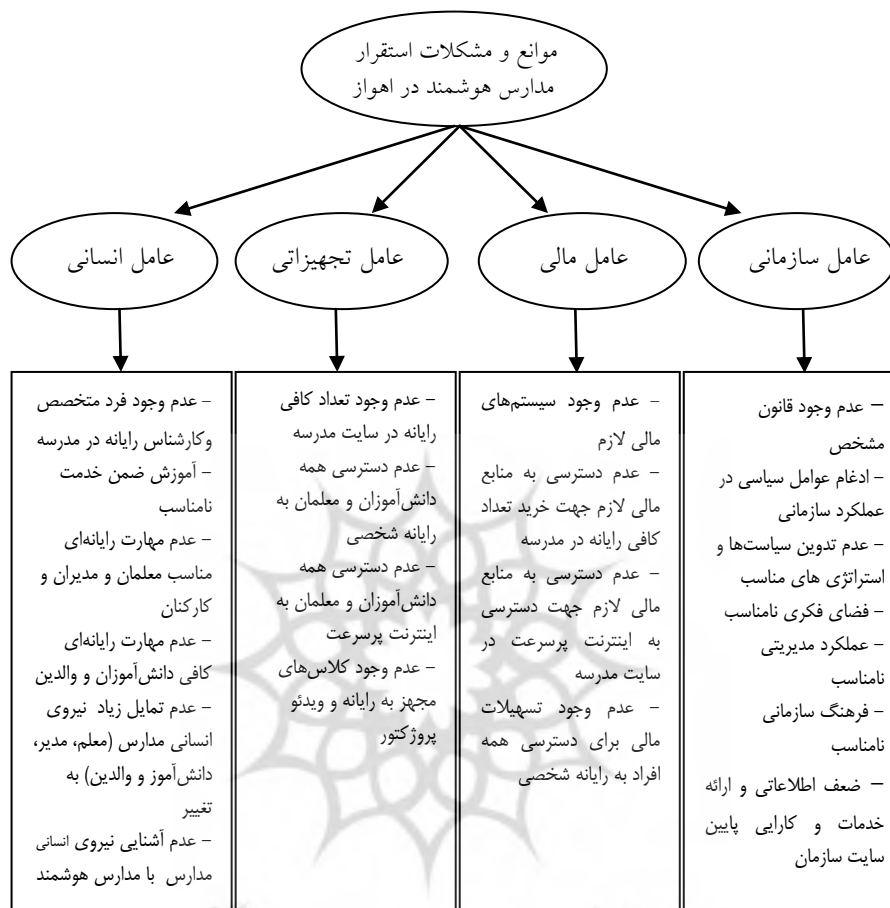 موانع و مشکلات استقرار
مدارس هوشمند در اهواز
عامل سازمانی
عامل مالی
عامل تجهیزاتی
عامل انسانی
– عدم وجود قانون
مشخص
– ادغام عوامل سیاسی در
عملکرد سازمانی
– عدم تدوین سیاست‌ها و
استراتژی های مناسب
– فضای فکری نامناسب
– عملکرد مدیریتی
نامناسب
– فرهنگ سازمانی
نامناسب
– ضعف اطلاعاتی و ارائه
خدمات و کارایی پایین
سایت سازمان
– عدم وجود سیستم‌های
مالی لازم
– عدم دسترسی به منابع
مالی لازم جهت خرید تعداد
کافی رایانه در مدرسه
– عدم دسترسی به منابع
مالی لازم جهت دسترسی
به اینترنت پرسرعت در
سایت مدرسه
– عدم وجود تسهیلات
مالی برای دسترسی همه
افراد به رایانه شخصی
– عدم وجود تعداد کافی
رایانه در سایت مدرسه
– عدم دسترسی همه
دانش‌آموزان و معلمان به
رایانه شخصی
– عدم دسترسی همه
دانش‌آموزان و معلمان به
اینترنت پرسرعت
– عدم وجود کلاس‌های
مجهز به رایانه و ویدئو
پروژکتور
– عدم وجود فرد متخصص
وکارشناس رایانه در مدرسه
– آموزش ضمن خدمت
نامناسب
– عدم مهارت رایانه‌ای
مناسب معلمان و مدیران و
کارکنان
– عدم مهارت رایانه‌ای
کافی دانش‌آموزان و والدین
– عدم تمایل زیاد نیروی
انسانی مدارس (معلم، مدیر،
دانش‌آموز و والدین) به
تغییر
– عدم آشنایی نیروی انسانی
مدارس با مدارس هوشمند